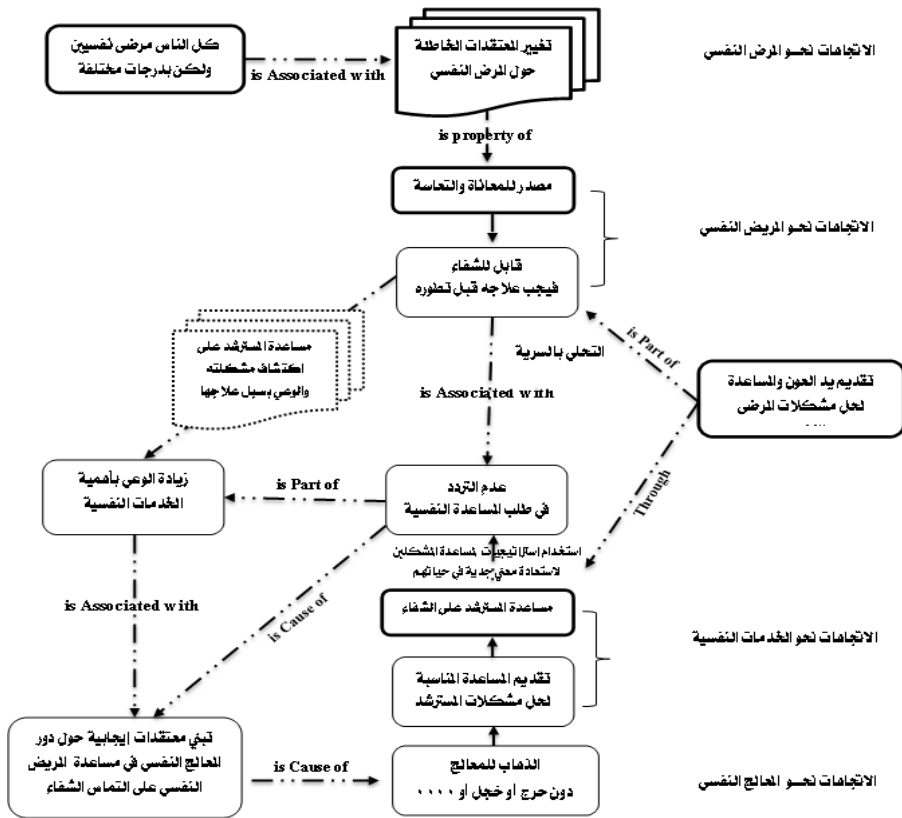 الاتجاهات نحو المرض النفسي
تغيير المعتقدات الخاطئة
حول المرض النفسي
كل الناس مرضى نفسيين
ولكن بدرجات مختلفة
is Associated with
is property of
مصدر للمعاناة والتعاسة
الاتجاهات نحو المريض النفسي
قابل للشفاء
فيجب علاجه قبل تطوره
is Part of
التحلي بالسرية
مساعدة المسترشد على
اكتشاف مشكلته
والوعي بسبل علاجها
is Associated with
تقديم يد العون والمساعدة
لحل مشكلات المرضى
....
Through
عدم التردد
في طلب المساعدة النفسية
is Part of
زيادة الوعي بأهمية
الخدمات النفسية
استخدام استراتيجيات مساعدة المشكلين
لاستعادة معني جدية في حياتهم
is Associated with
is Cause of
مساعدة المسترشد على الشفاء
الاتجاهات نحو الخدمات النفسية
تقديم المساعدة المناسبة
لحل مشكلات المسترشد
تبني معتقدات إيجابية حول دور
المعالج النفسي في مساعدة المريض
النفسي على التماس الشفاء
is Cause of
الذهاب للمعالج
دون حرج أو خجل أو ٠٠٠٠
الاتجاهات نحو المعالج النفسي